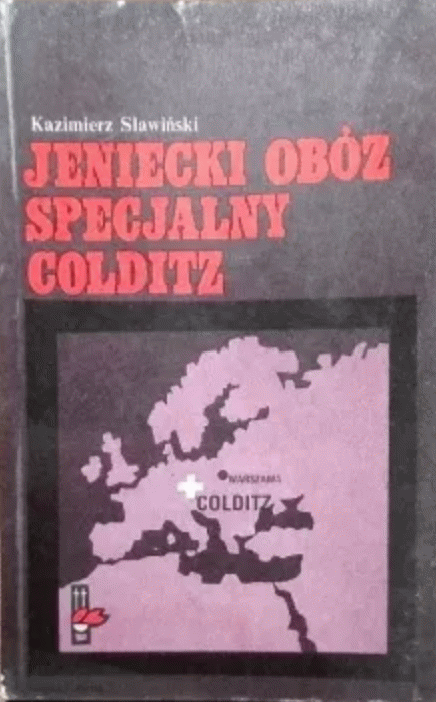 Kazimierz Sławiński
JENIECKI OBÓZ
SPECJALNY
COLDITZ
WARSZAWA
COLDITZ